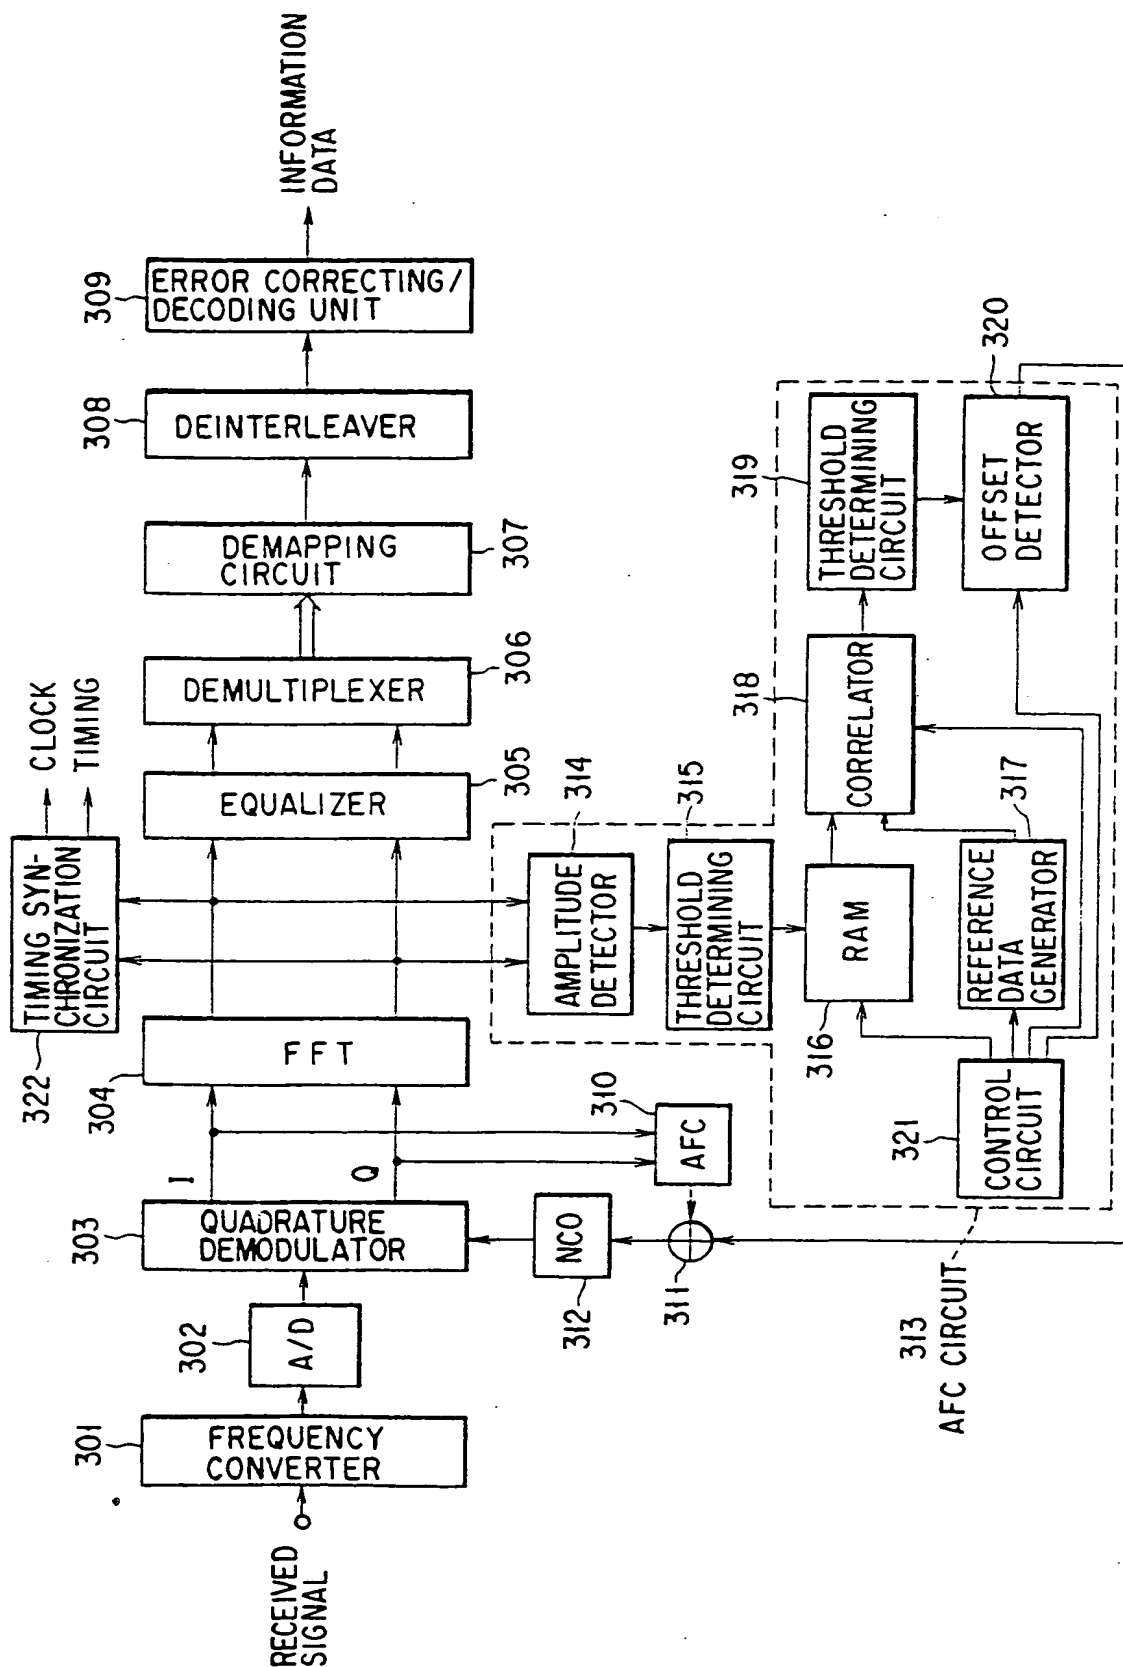 RECEIVED
SIGNAL
301
FREQUENCY
CONVERTER
302
A/D
303
QUADRATURE
DEMODULATOR
I
Q
304
FFT
322
TIMING SYN-
CHRONIZATION
CIRCUIT
CLOCK
TIMING
EQUALIZER
305
DEMULTIPLEXER
306
DEMAPPING
CIRCUIT
307
308
DEINTERLEAVER
309
ERROR CORRECTING/
DECODING UNIT
INFORMATION
DATA
310
AFC
311
NCO
312
313
AFC CIRCUIT
AMPLITUDE
DETECTOR
314
THRESHOLD
DETERMINING
CIRCUIT
315
316
RAM
REFERENCE
DATA
GENERATOR
317
318
CORRELATOR
319
THRESHOLD
DETERMINING
CIRCUIT
OFFSET
DETECTOR
320
321
CONTROL
CIRCUIT